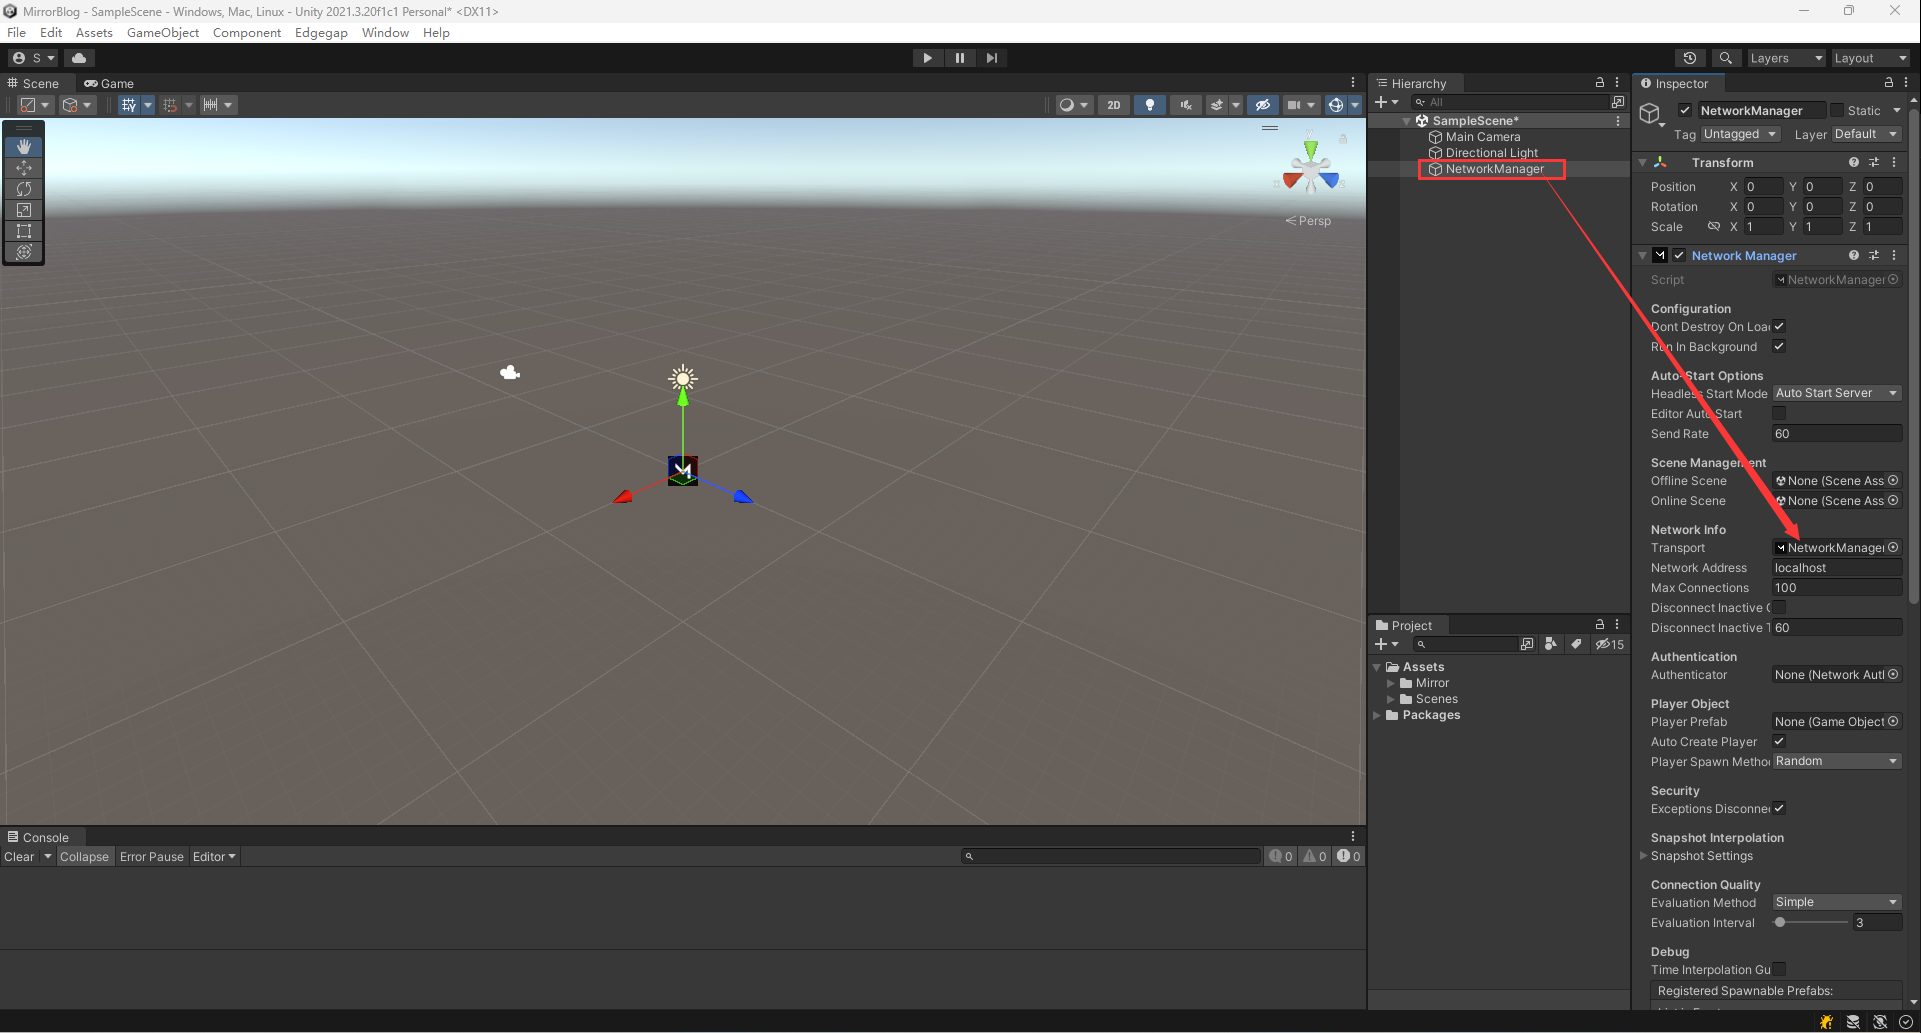 MirrorBlog - SampleScene - Windows, Mac, Linux - Unity 2021.3.20f1c1 Personal* <DX11>
File Edit Assets GameObject Component Edgegap Window Help
S
Layers
Layout
Scene
Game
2D
Y
Persp
Hierarchy
All
SampleScene*
Main Camera
Directional Light
NetworkManager
Project
15
Assets
Mirror
Scenes
Packages
Console
Clear Collapse Error Pause Editor
0 0 0
Inspector
NetworkManager Static
Tag Untagged Layer Default
Transform
Position X 0 Y 0 Z 0
Rotation X 0 Y 0 Z 0
Scale X 1 Y 1 Z 1
Network Manager
Script NetworkManager
Configuration
Dont Destroy On Loa
Run In Background
Auto-Start Options
Headless Start Mode Auto Start Server
Editor Auto Start
Send Rate 60
Scene Management
Offline Scene None (Scene Ass
Online Scene None (Scene Ass
Network Info
Transport NetworkManager
Network Address localhost
Max Connections 100
Disconnect Inactive C
Disconnect Inactive T 60
Authentication
Authenticator None (Network Aut
Player Object
Player Prefab None (Game Object
Auto Create Player
Player Spawn Metho Random
Security
Exceptions Disconne
Snapshot Interpolation
Snapshot Settings
Connection Quality
Evaluation Method Simple
Evaluation Interval 3
Debug
Time Interpolation Gu
Registered Spawnable Prefabs: